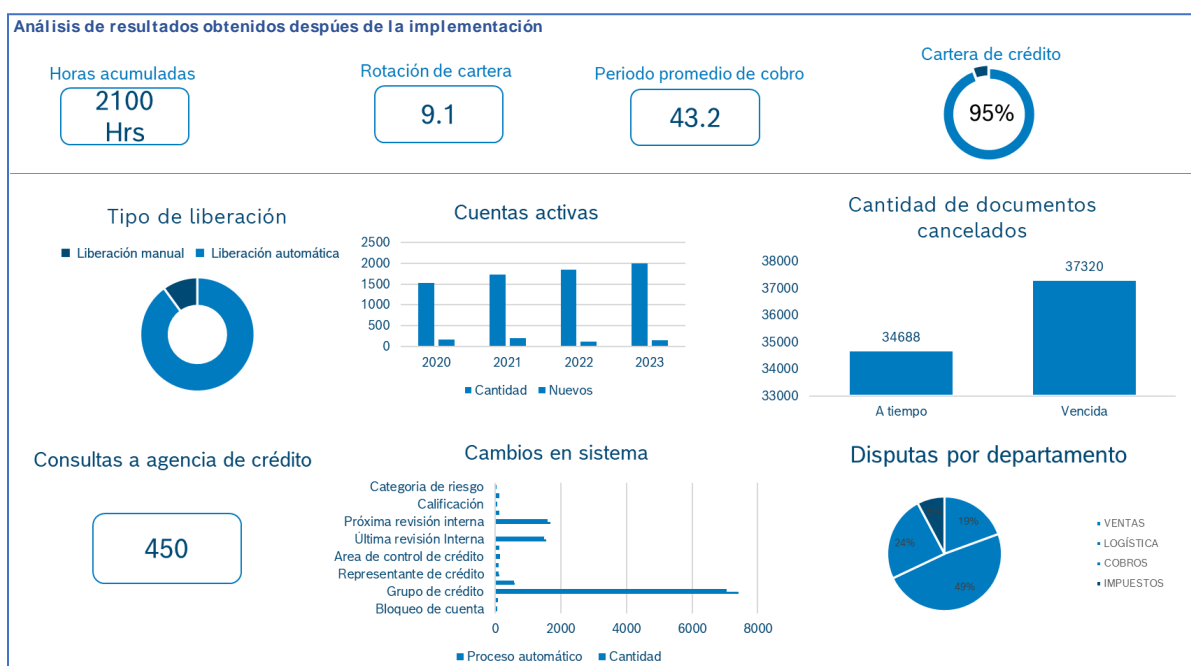 Análisis de resultados obtenidos despúes de la implementación
Horas acumuladas
2100
Hrs
Rotación de cartera
9.1
Periodo promedio de cobro
43.2
Cartera de crédito
95%
Tipo de liberación
Liberación manual
Liberación automática
Cuentas activas
2500
2000
1500
1000
500
0
2020
2021
2022
2023
Cantidad
Nuevos
Cantidad de documentos
cancelados
38000
37000
36000
35000
34000
33000
34688
37320
A tiempo
Vencida
Consultas a agencia de crédito
450
Cambios en sistema
Categoria de riesgo
Calificación
Próxima revisión interna
Última revisión Interna
Area de control de crédito
Representante de crédito
Grupo de crédito
Bloqueo de cuenta
0
2000
4000
6000
8000
Proceso automático
Cantidad
Disputas por departamento
19%
24%
49%
VENTAS
LOGÍSTICA
COBROS
IMPUESTOS